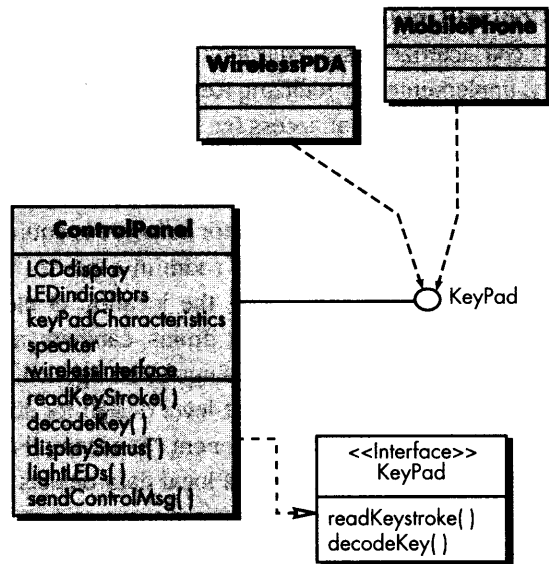 MobilePhone
WirelessPDA
ControlPanel
LCDdisplay
LEDindicators
keyPadCharacteristics
speaker
wirelessInterface
readKeyStroke( )
decodeKey( )
displayStatus( )
lightLEDs( )
sendControlMsg( )
KeyPad
<<Interface>>
KeyPad
readKeystroke( )
decodeKey( )